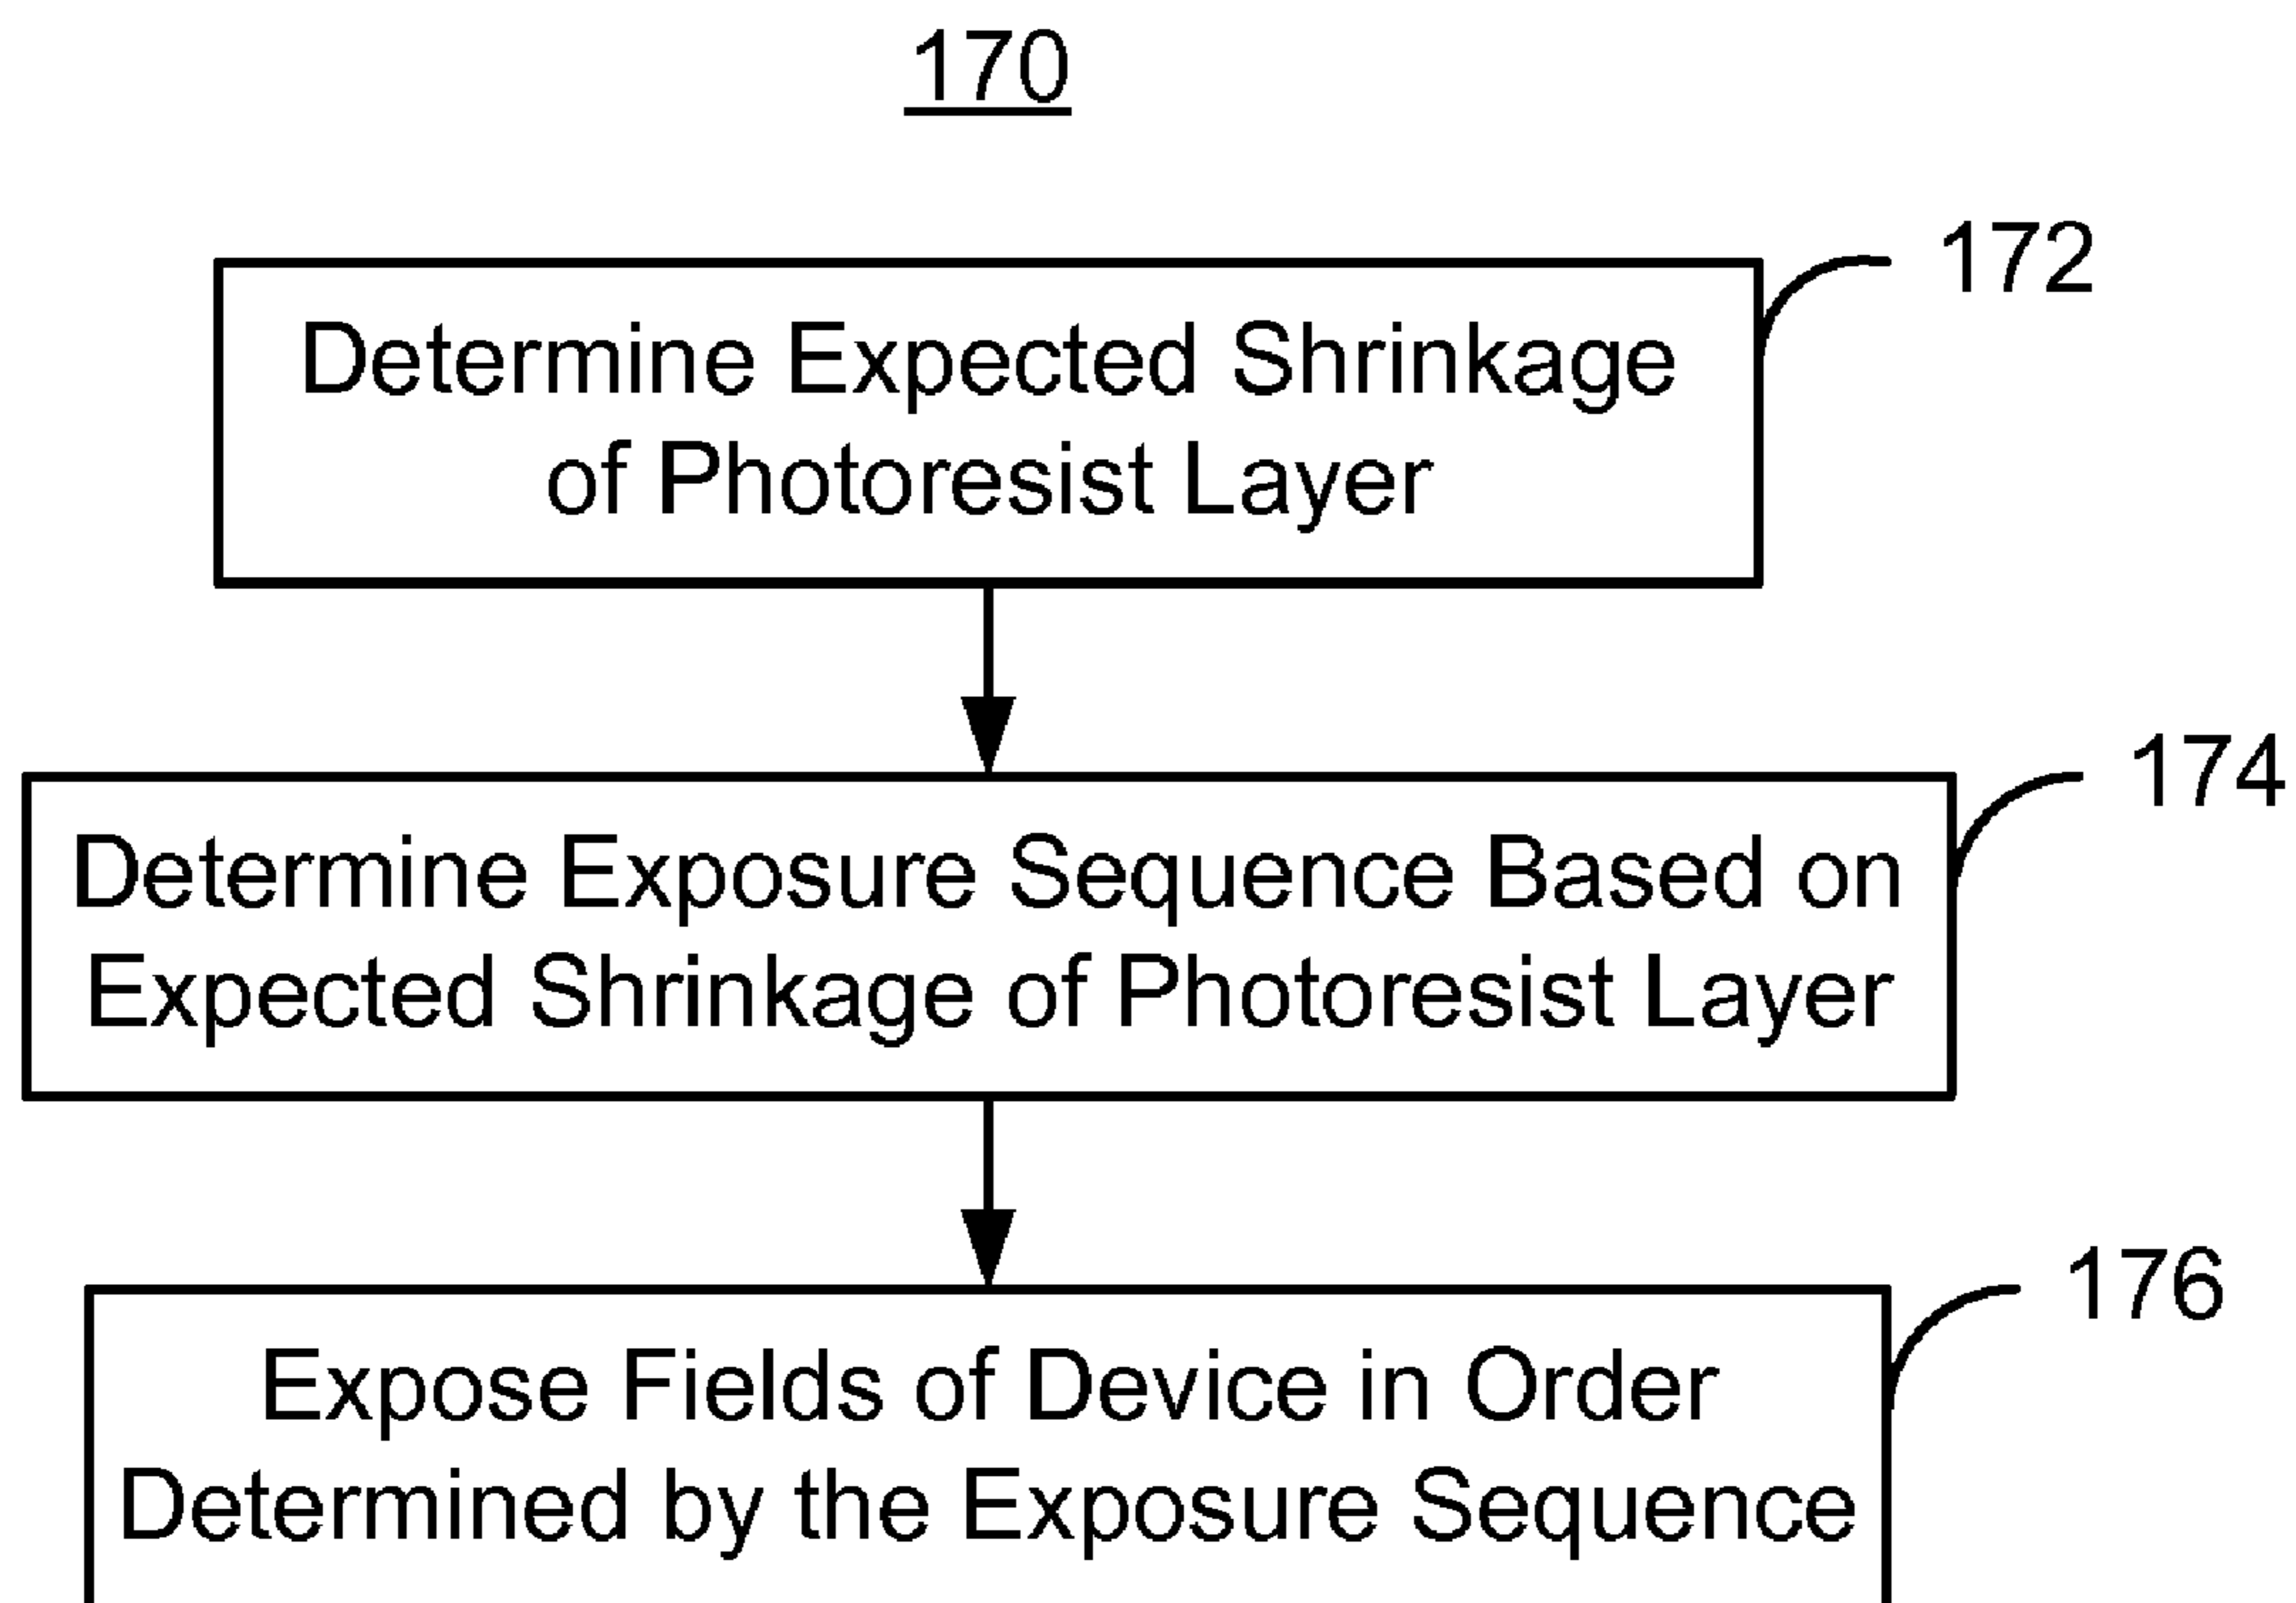 170
172
Determine Expected Shrinkage
of Photoresist Layer
174
Determine Exposure Sequence Based on
Expected Shrinkage of Photoresist Layer
176
Expose Fields of Device in Order
Determined by the Exposure Sequence